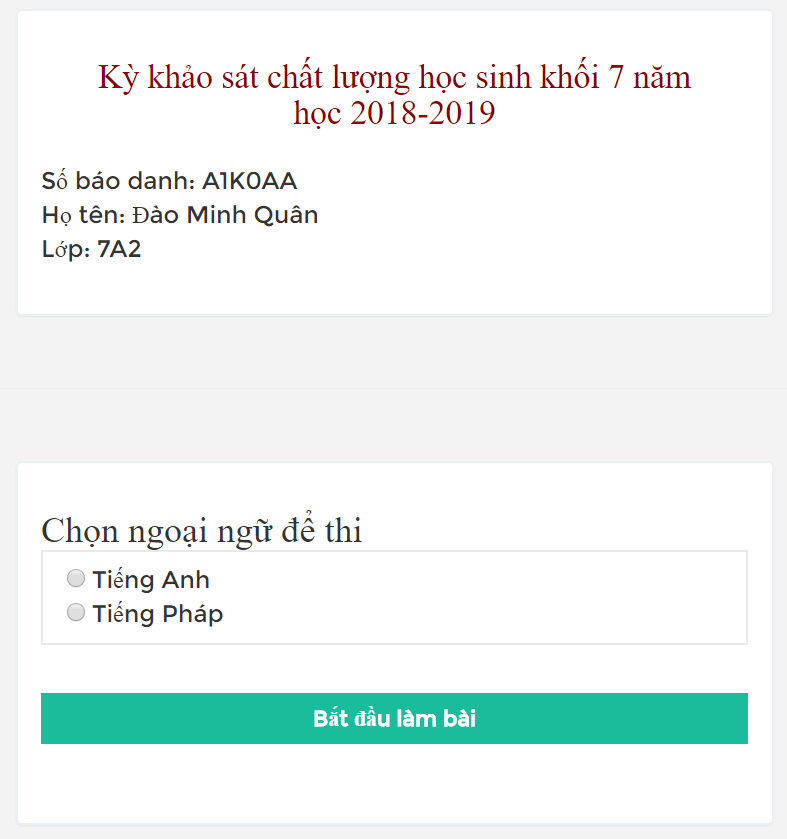 Kỳ khảo sát chất lượng học sinh khối 7 năm
học 2018-2019
Số báo danh: A1K0AA
Họ tên: Đào Minh Quân
Lớp: 7A2
Chọn ngoại ngữ để thi
Tiếng Anh
Tiếng Pháp
Bắt đầu làm bài